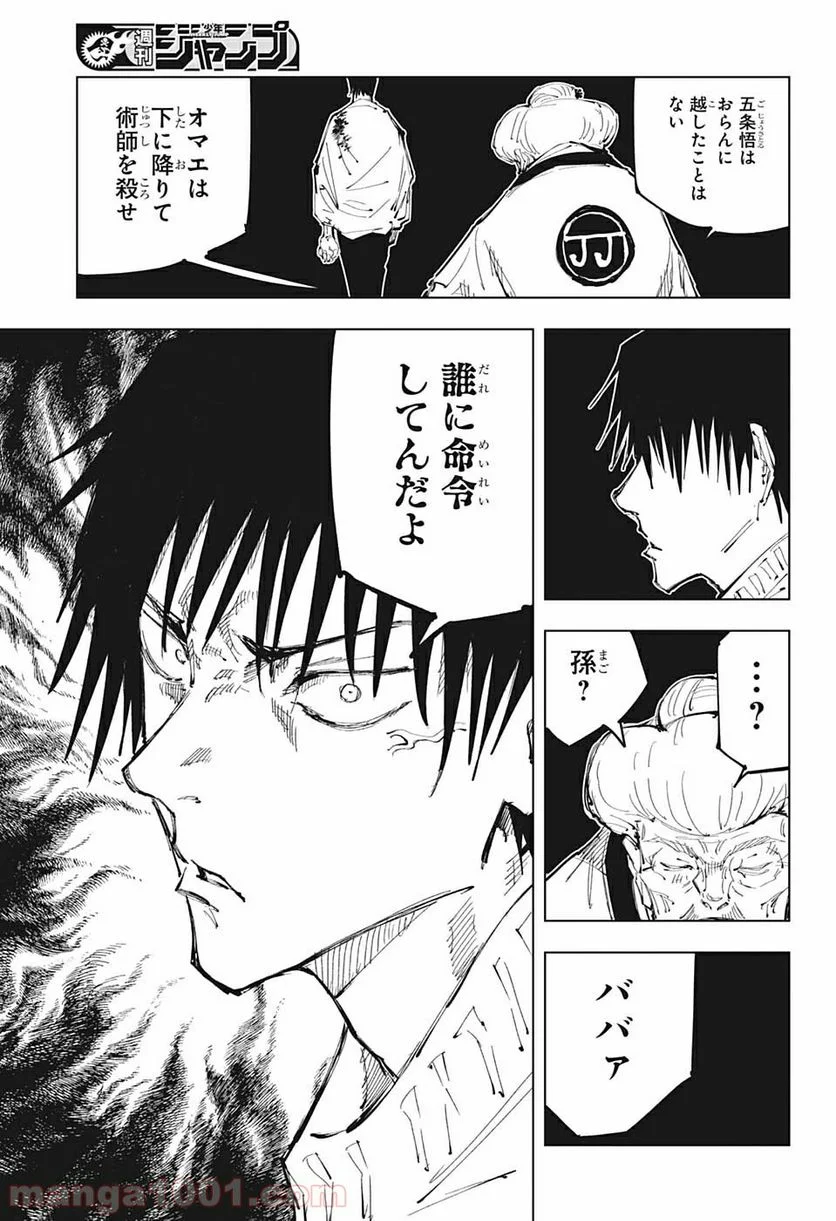 週刊少年ジャンプ
五条悟は
おらんに
越したことは
ない
オマエは
下に降りて
術師を殺せ
JJ
…?
孫?
ババァ
誰に命令
してんだよ
manga1001.com